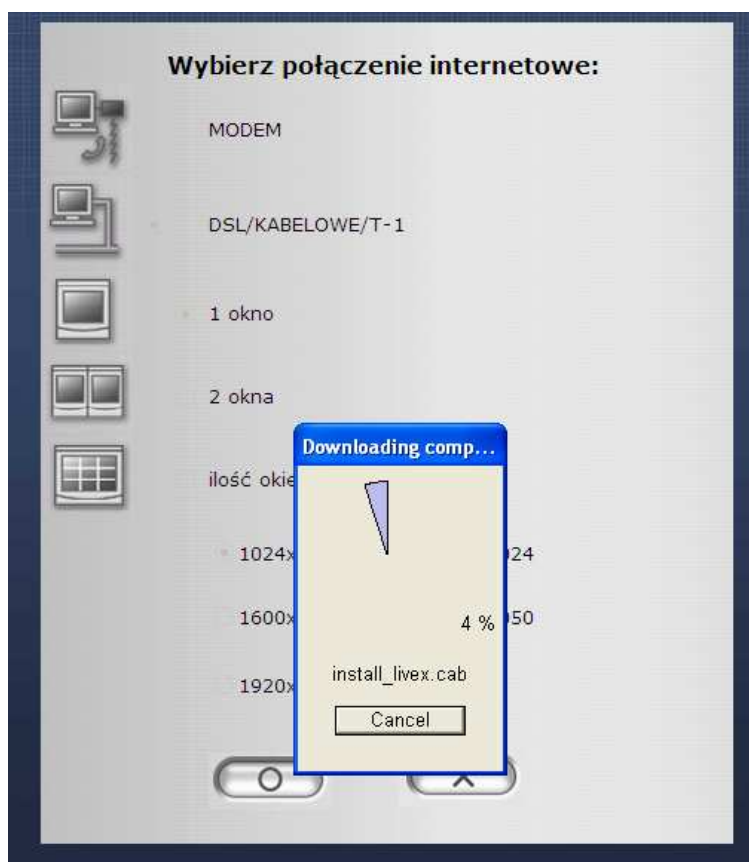 Wybierz połączenie internetowe:
MODEM
DSL/KABELOWE/T-1
1 okno
2 okna
Downloading comp...
ilość okie
1024x
24
1600x
050
4 %
install_livex.cab
1920x
Cancel